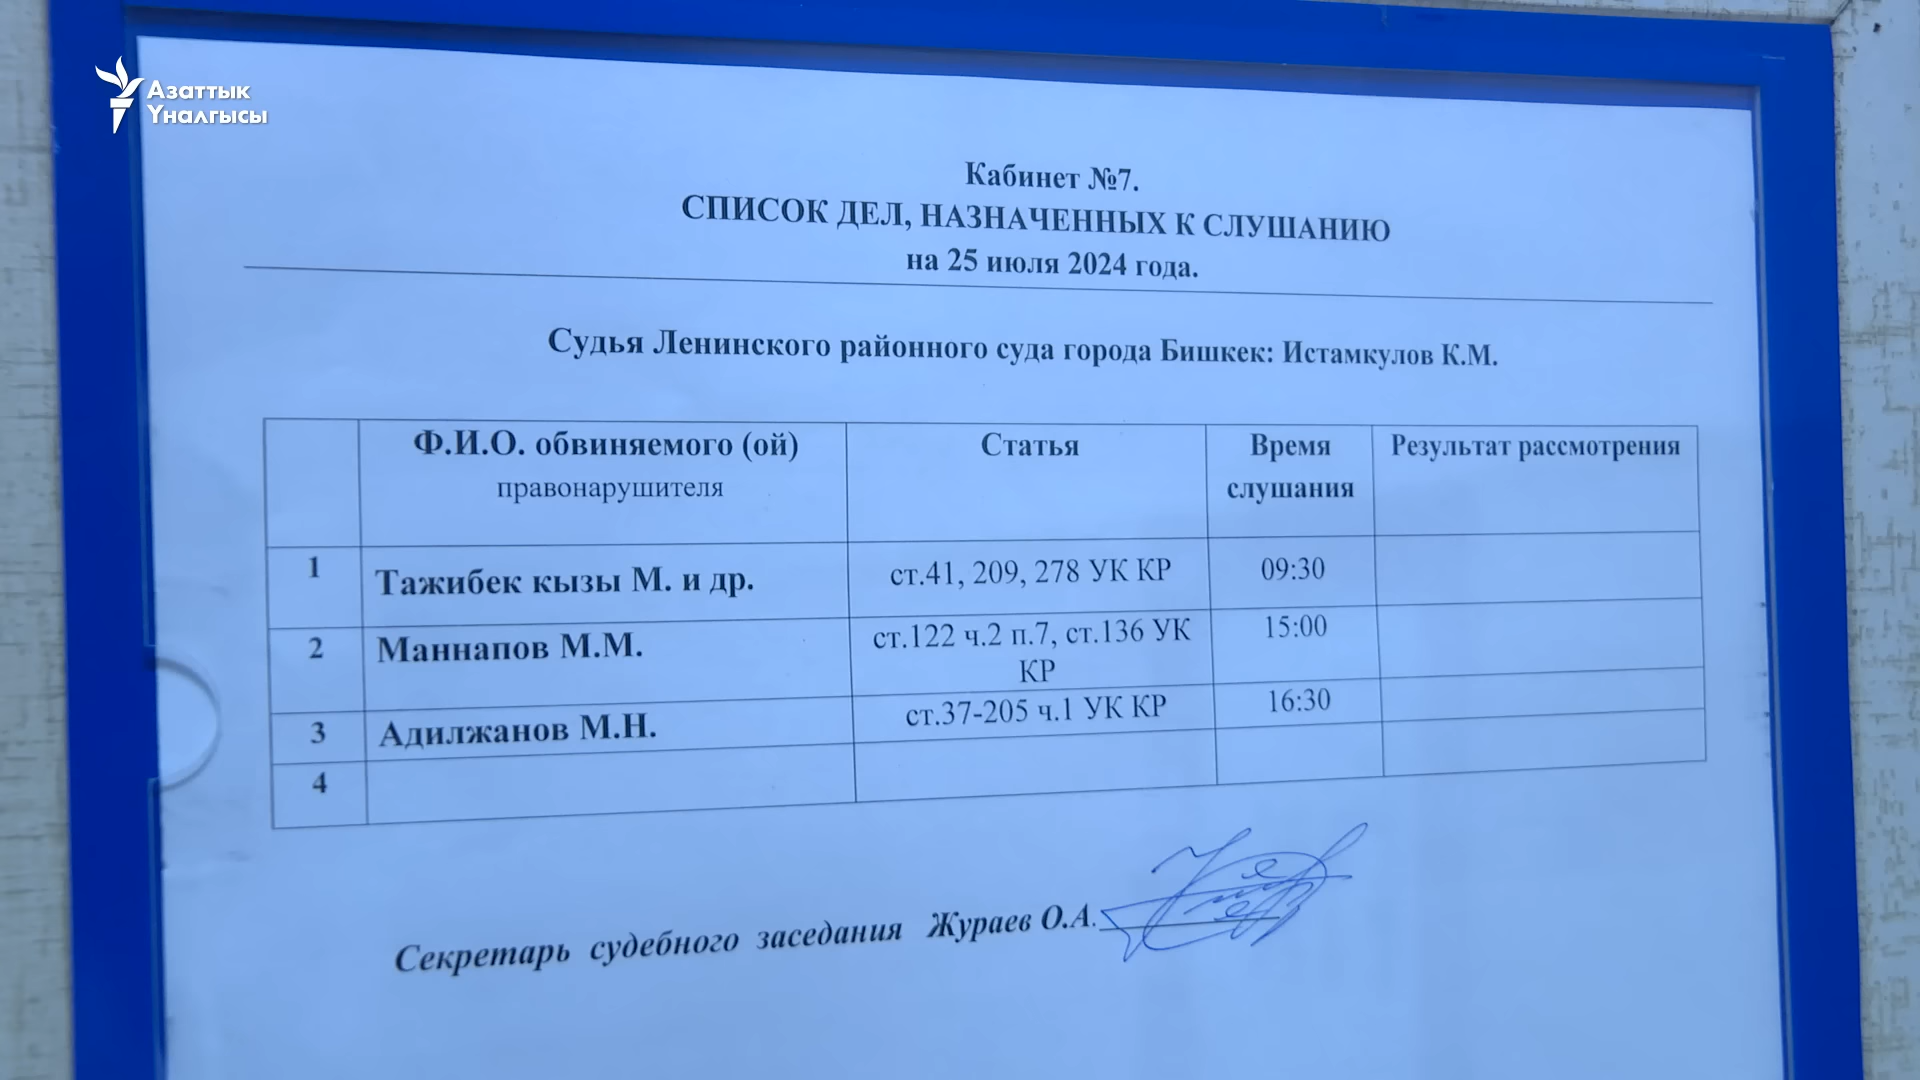 Азаттык
Үналгысы
Кабинет №7.
СПИСОК ДЕЛ, НАЗНАЧЕННЫХ К СЛУШАНИЮ
на 25 июля 2024 года.
Судья Ленинского районного суда города Бишкек: Истамкулов К.М.
Ф.И.О. обвиняемого (ой) Статья Время Результат рассмотрения
правонарушителя слушания
1 Тажибек кызы М. и др. ст.41, 209, 278 УК КР 09:30
2 Маннапов М.М. ст.122 ч.2 п.7, ст.136 УК 15:00
КР
3 Адилжанов М.Н. ст.37-205 ч.1 УК КР 16:30
4
Секретарь судебного заседания Жураев О.А.